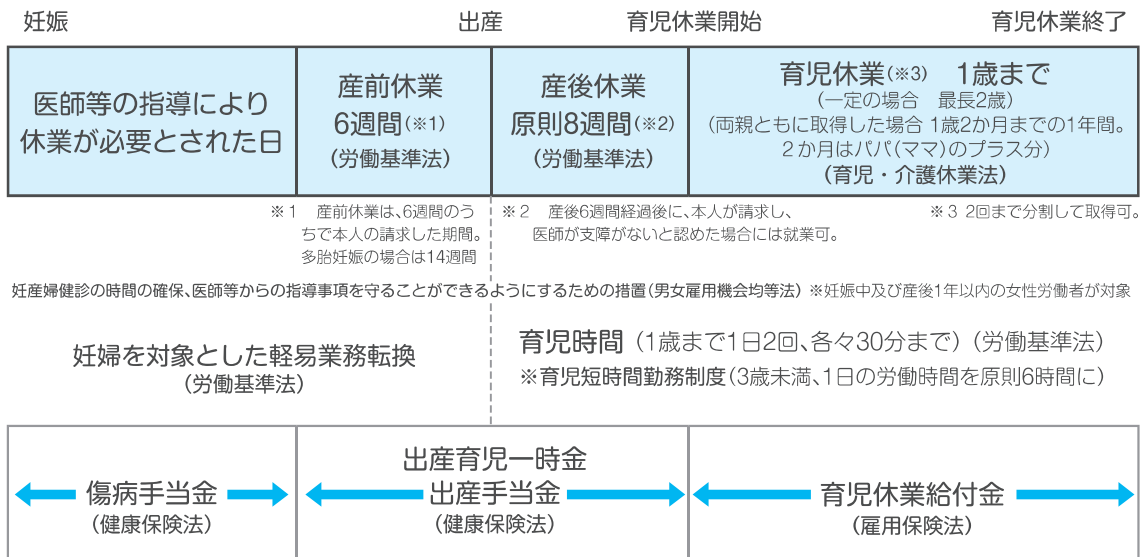 妊娠
出産
育児休業開始
育児休業終了
医師等の指導により
休業が必要とされた日
産前休業
6週間(※1)
(労働基準法)
産後休業
原則8週間(※2)
(労働基準法)
育児休業(※3) 1歳まで
(一定の場合 最長2歳)
(両親ともに取得した場合 1歳2か月までの1年間。
2か月はパパ(ママ)のプラス分)
(育児・介護休業法)
※1 産前休業は、6週間のう
ちで本人の請求した期間。
多胎妊娠の場合は14週間
※2 産後6週間経過後に、本人が請求し、
医師が支障がないと認めた場合には就業可。
※3 2回まで分割して取得可。
妊産婦健診の時間の確保、医師等からの指導事項を守ることができるようにするための措置(男女雇用機会均等法) ※妊娠中及び産後1年以内の女性労働者が対象
妊婦を対象とした軽易業務転換
(労働基準法)
育児時間 (1歳まで1日2回、各々30分まで) (労働基準法)
※育児短時間勤務制度(3歳未満、1日の労働時間を原則6時間に)
傷病手当金
(健康保険法)
出産育児一時金
出産手当金
(健康保険法)
育児休業給付金
(雇用保険法)